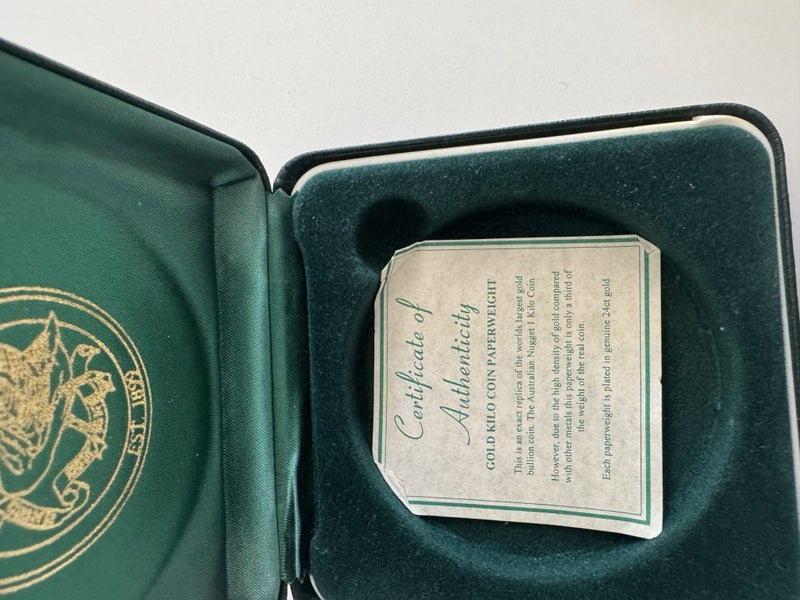 Certificate of
Authenticity
GOLD KILO COIN PAPERWEIGHT
This is an exact replica of the worlds largest gold
bullion coin. The Australian Nugget 1 Kilo Coin.
However, due to the high density of gold compared
with other metals this paperweight is only a third of
the weight of the real coin.
Each paperweight is plated in genuine 24ct gold
EST. 1899